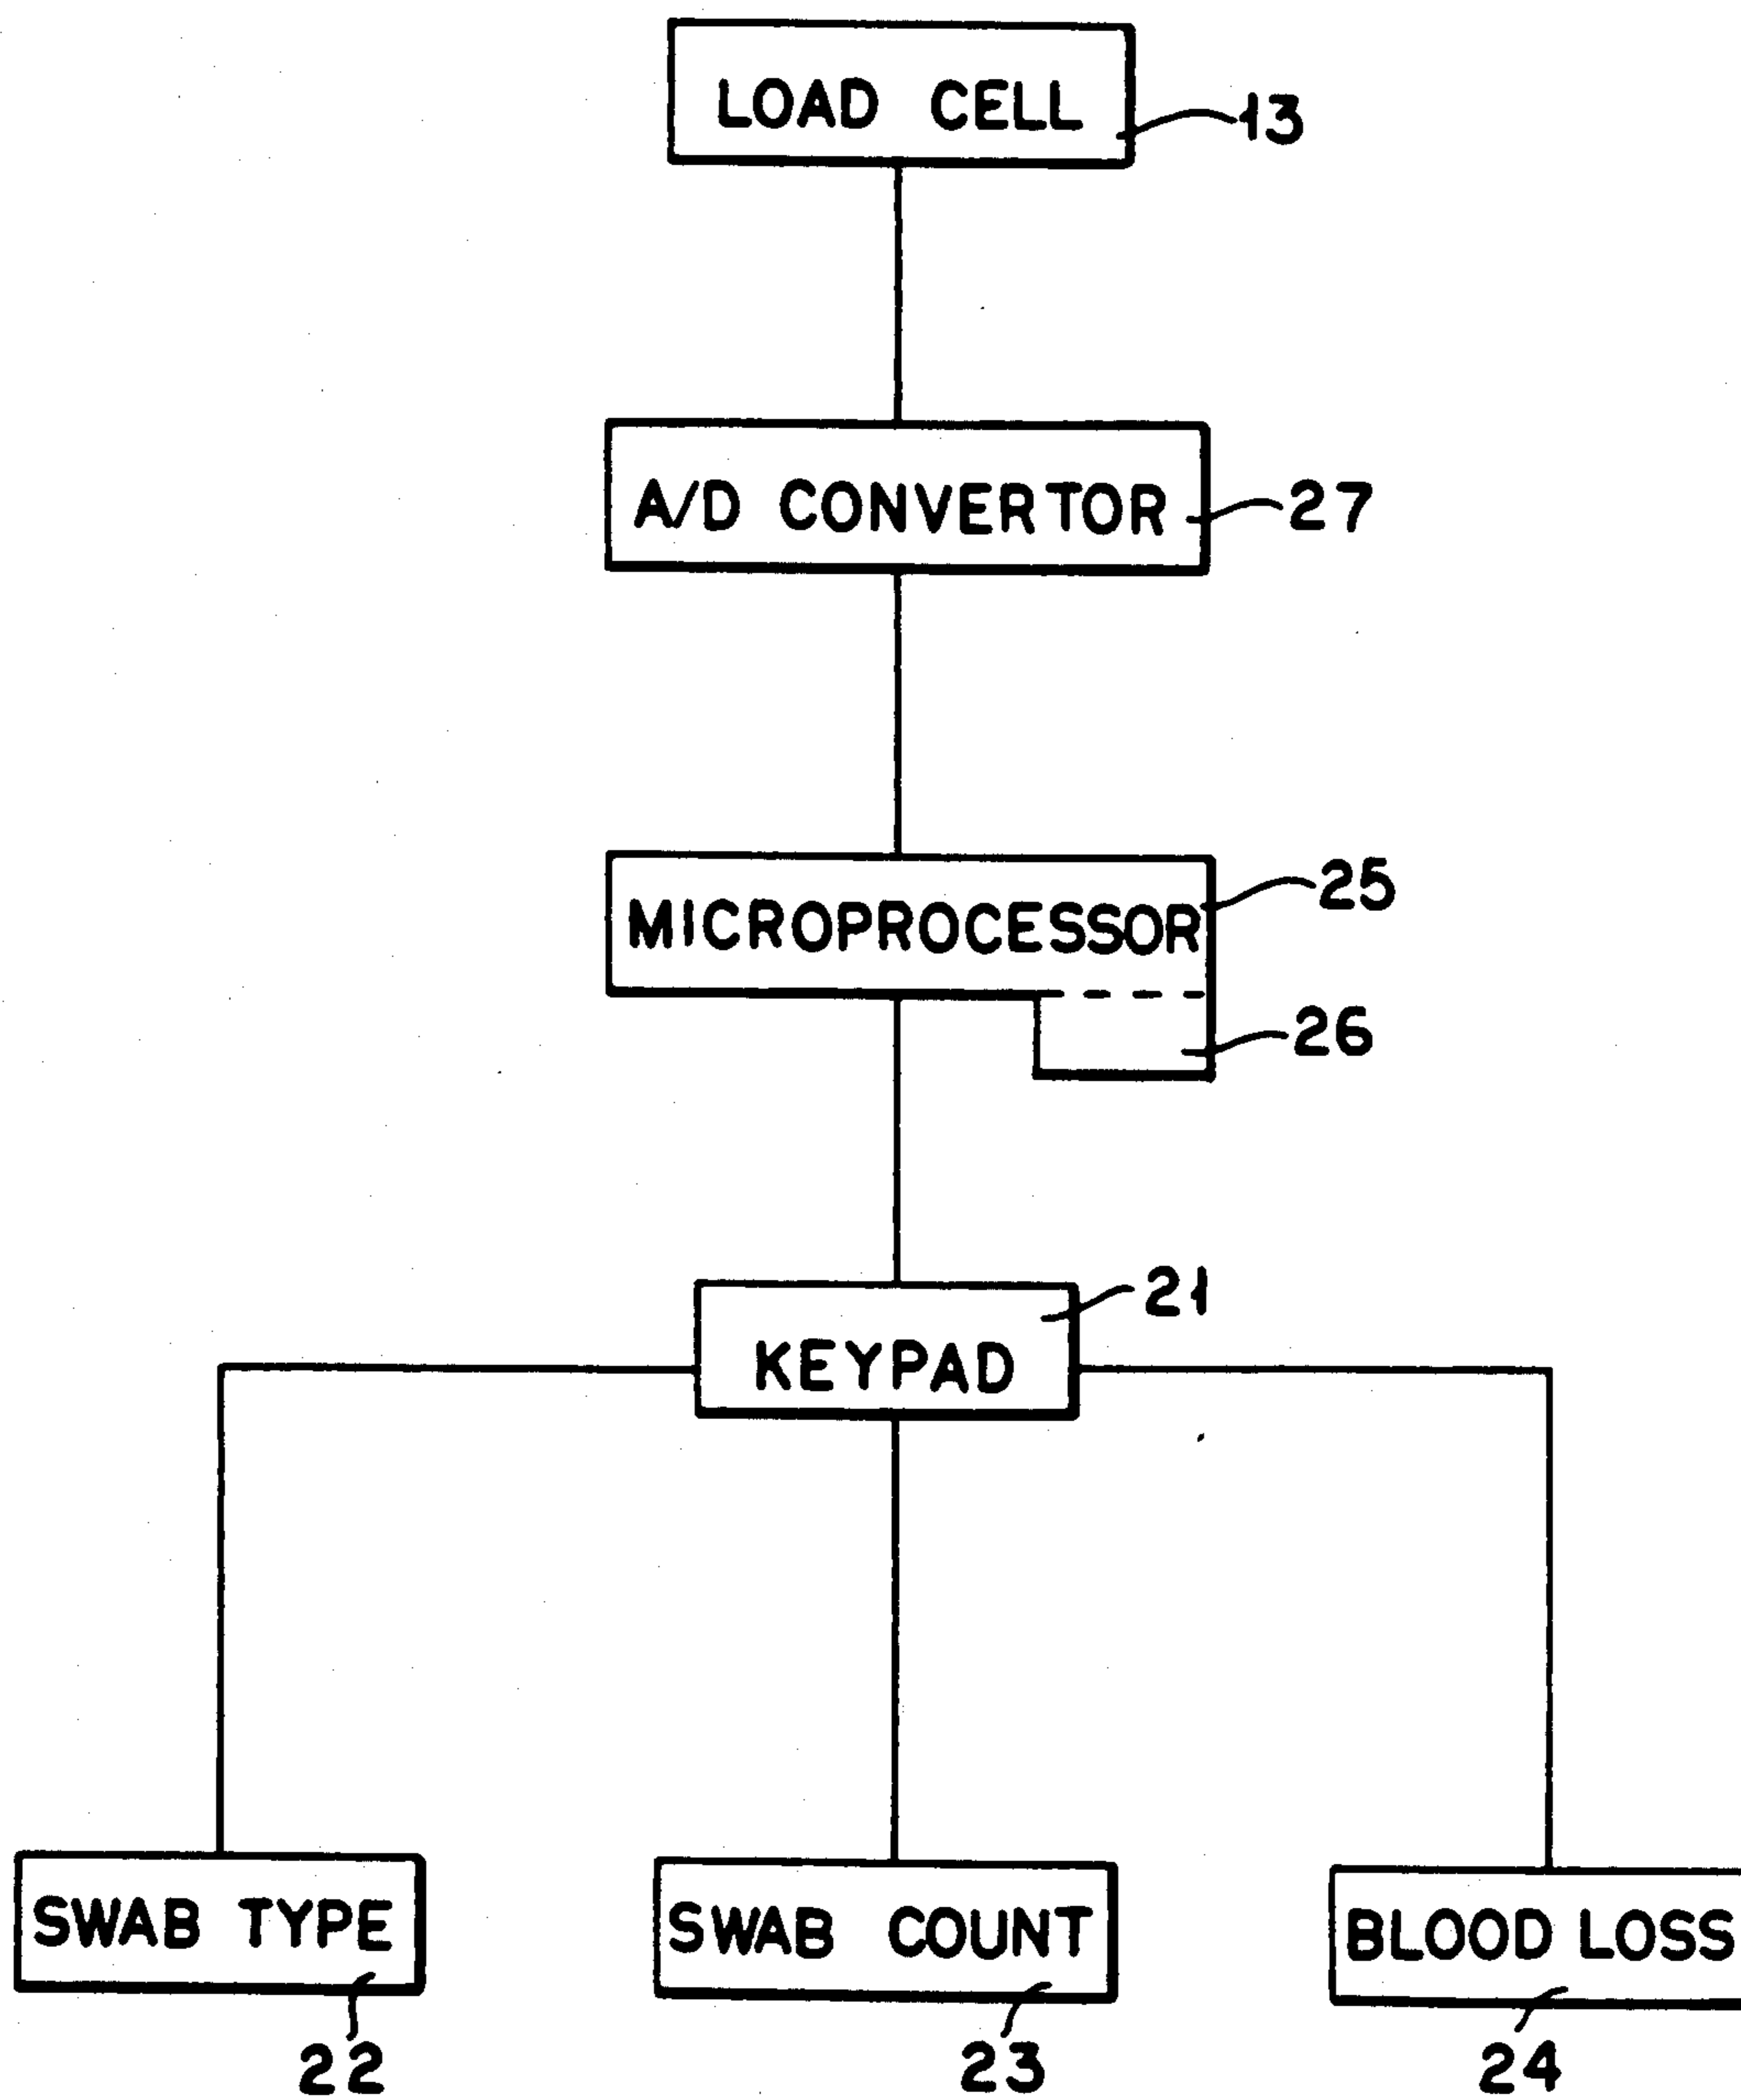 LOAD CELL
13
A/D CONVERTOR
27
MICROPROCESSOR
25
26
21
KEYPAD
SWAB TYPE
SWAB COUNT
BLOOD LOSS
22
23
24